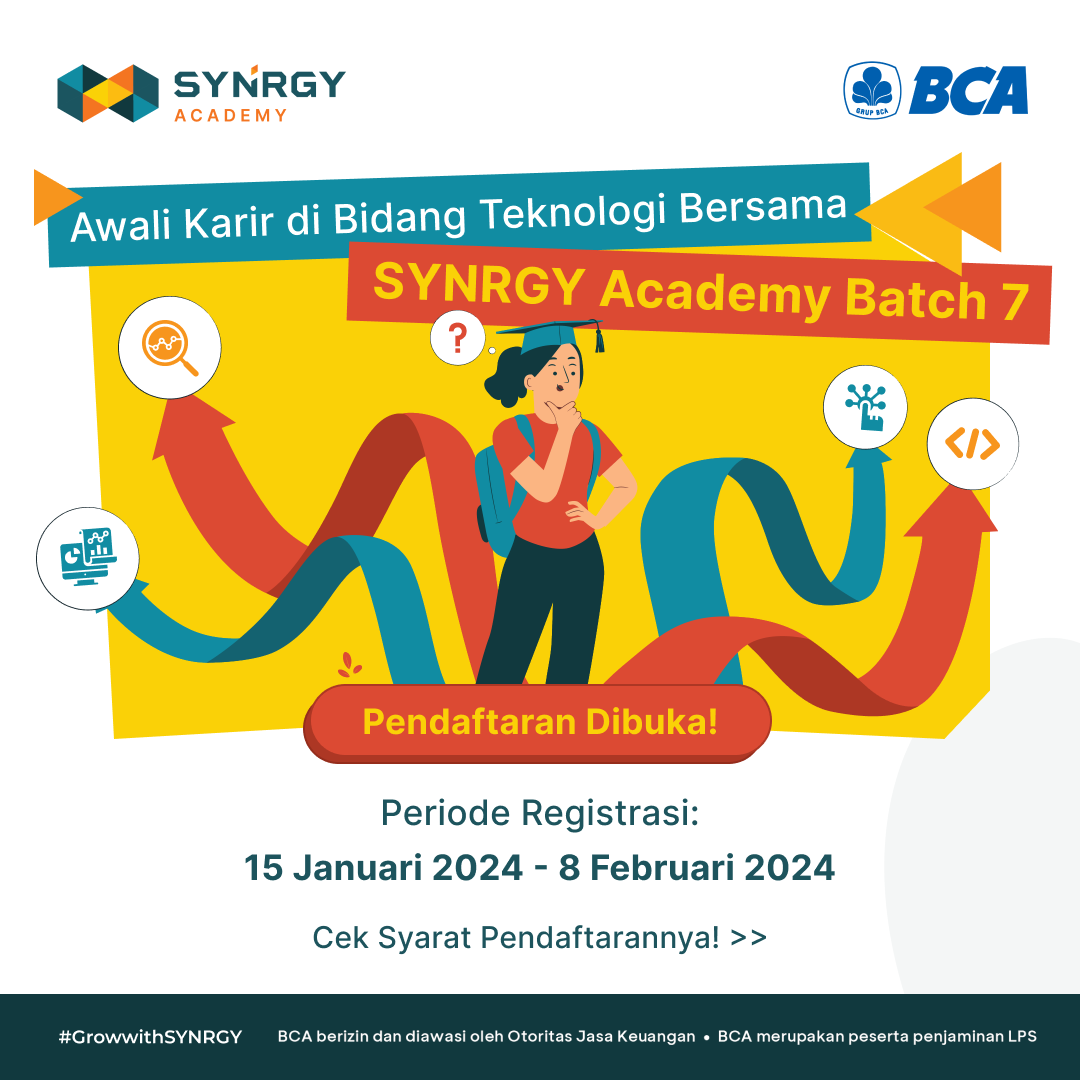 SYNRGY
ACADEMY
GRUP BCA
BCA
Awali Karir di Bidang Teknologi Bersama
SYNRGY Academy Batch 7
?
</>
Pendaftaran Dibuka!
Periode Registrasi:
15 Januari 2024 - 8 Februari 2024
Cek Syarat Pendaftarannya! >>
#GrowwithSYNRGY
BCA berizin dan diawasi oleh Otoritas Jasa Keuangan • BCA merupakan peserta penjaminan LPS